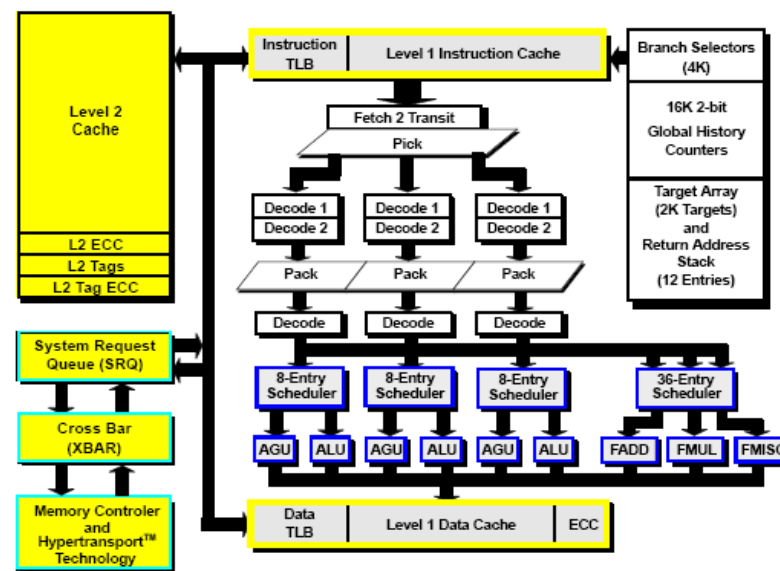 Level 2
Cache
L2 ECC
L2 Tags
L2 Tag ECC
System Request
Queue (SRQ)
Cross Bar
(XBAR)
Memory Controler
and
Hypertransport™
Technology
Instruction
TLB
Level 1 Instruction Cache
Fetch 2 Transit
Pick
Decode 1
Decode 2
Decode 1
Decode 2
Decode 1
Decode 2
Pack
Pack
Pack
Decode
Decode
Decode
8-Entry
Scheduler
8-Entry
Scheduler
8-Entry
Scheduler
36-Entry
Scheduler
AGU
ALU
AGU
ALU
AGU
ALU
FADD
FMUL
FMISC
Data
TLB
Level 1 Data Cache
ECC
Branch Selectors
(4K)
16K 2-bit
Global History
Counters
Target Array
(2K Targets)
and
Return Address
Stack
(12 Entries)